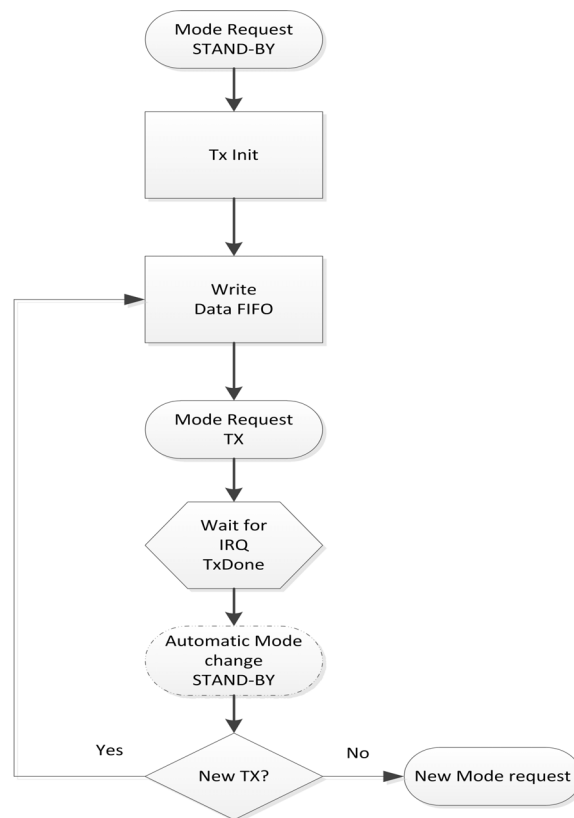 Mode Request
STAND-BY
Tx Init
Write
Data FIFO
Mode Request
TX
Wait for
IRQ
TxDone
Automatic Mode
change
STAND-BY
Yes
New TX?
No
New Mode request